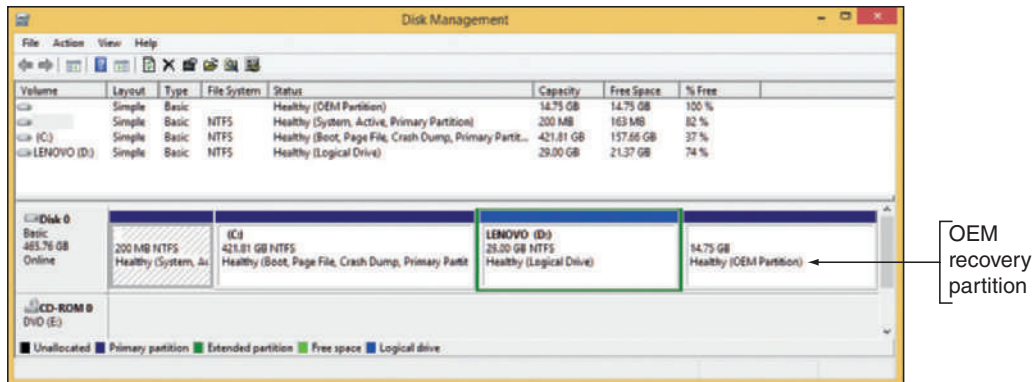 Disk Management
File Action View Help
Volume Layout Type File System Status Capacity Free Space % Free
Simple Basic Healthy (OEM Partition) 14.75 GB 14.75 GB 100 %
Simple Basic NTFS Healthy (System, Active, Primary Partition) 200 MB 163 MB 82 %
(C:) Simple Basic NTFS Healthy (Boot, Page File, Crash Dump, Primary Partit... 421.81 GB 157.66 GB 37 %
LENOVO (D:) Simple Basic NTFS Healthy (Logical Drive) 29.00 GB 21.37 GB 74 %
Disk 0
Basic
465.76 GB
Online
200 MB NTFS
Healthy (System, Ac
(C:)
421.81 GB NTFS
Healthy (Boot, Page File, Crash Dump, Primary Partit
LENOVO (D:)
29.00 GB NTFS
Healthy (Logical Drive)
14.75 GB
Healthy (OEM Partition)
OEM
recovery
partition
CD-ROM 0
DVD (E:)
Unallocated Primary partition Extended partition Free space Logical drive